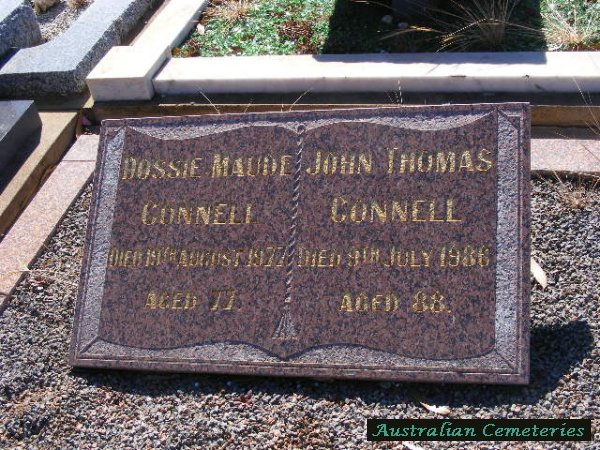 DOSSIE MAUDE
CONNELL
DIED
AUGUST 1977
AGED 77.
JOHN THOMAS
CONNELL
DIED 9TH JULY 1986
AGED 88.
Australian Cemeteries